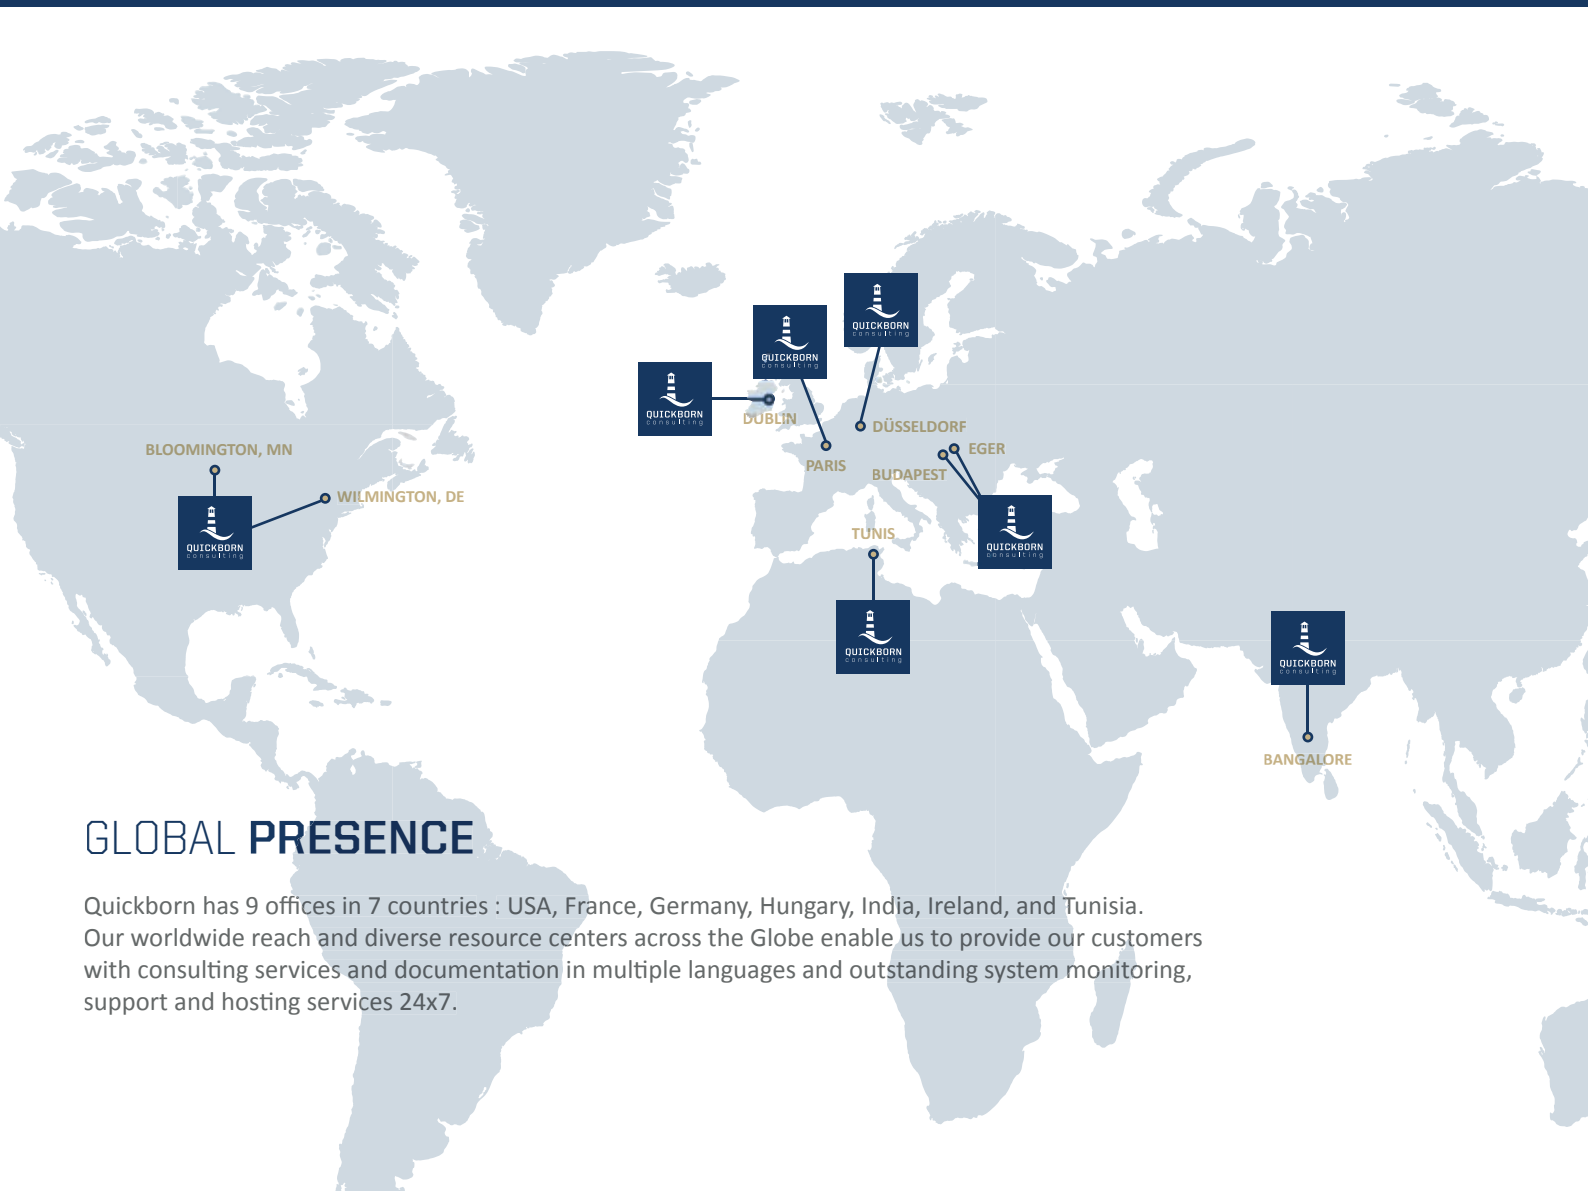 QUICKBORN
consulting
QUICKBORN
consulting
QUICKBORN
consulting
DUBLIN
DÜSSELDORF
BLOOMINGTON, MN
EGER
PARIS
BUDAPEST
WILMINGTON, DE
QUICKBORN
consulting
TUNIS
QUICKBORN
consulting
QUICKBORN
consulting
QUICKBORN
consulting
BANGALORE
GLOBAL PRESENCE
Quickborn has 9 offices in 7 countries : USA, France, Germany, Hungary, India, Ireland, and Tunisia.
Our worldwide reach and diverse resource centers across the Globe enable us to provide our customers
with consulting services and documentation in multiple languages and outstanding system monitoring,
support and hosting services 24x7.